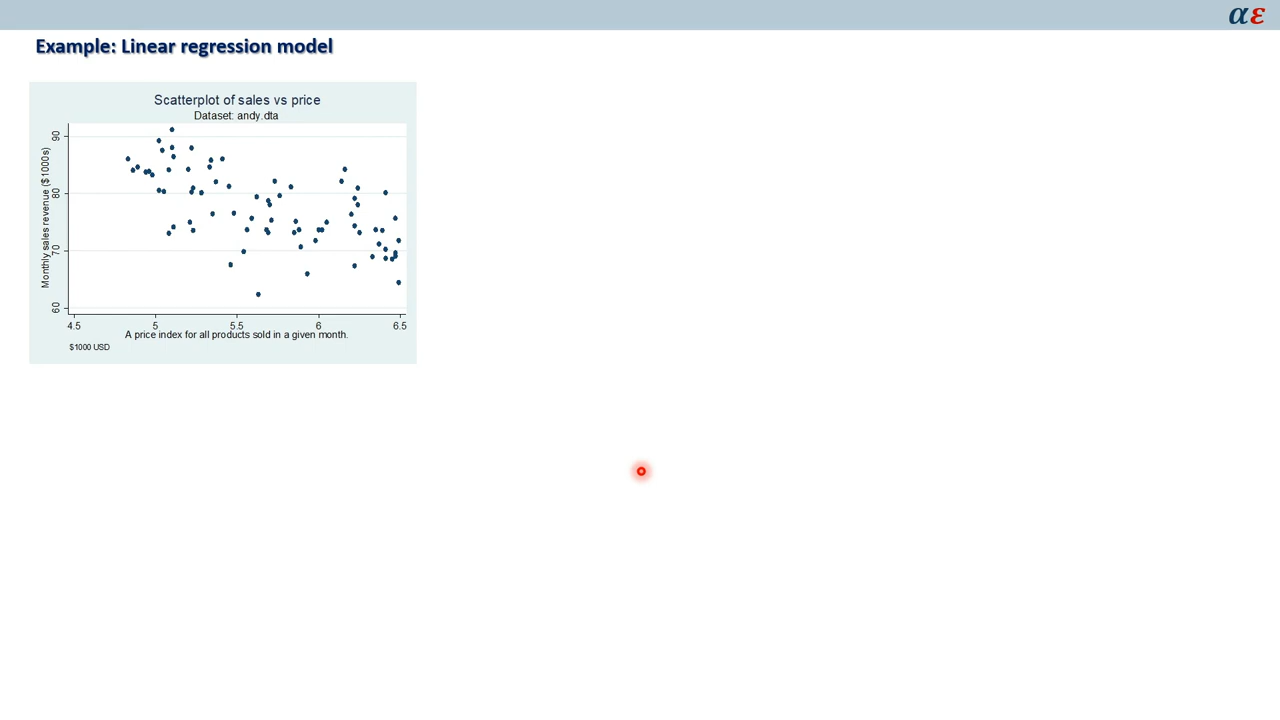 αε
Example: Linear regression model
Scatterplot of sales vs price
Dataset: andy.dta
Monthly sales revenue ($1000s)
90
80
70
60
4.5 5 5.5 6 6.5
A price index for all products sold in a given month.
$1000 USD